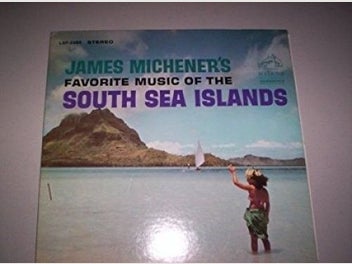 STEREO
JAMES MICHENER'S
FAVORITE MUSIC OF THE
SOUTH SEA ISLANDS